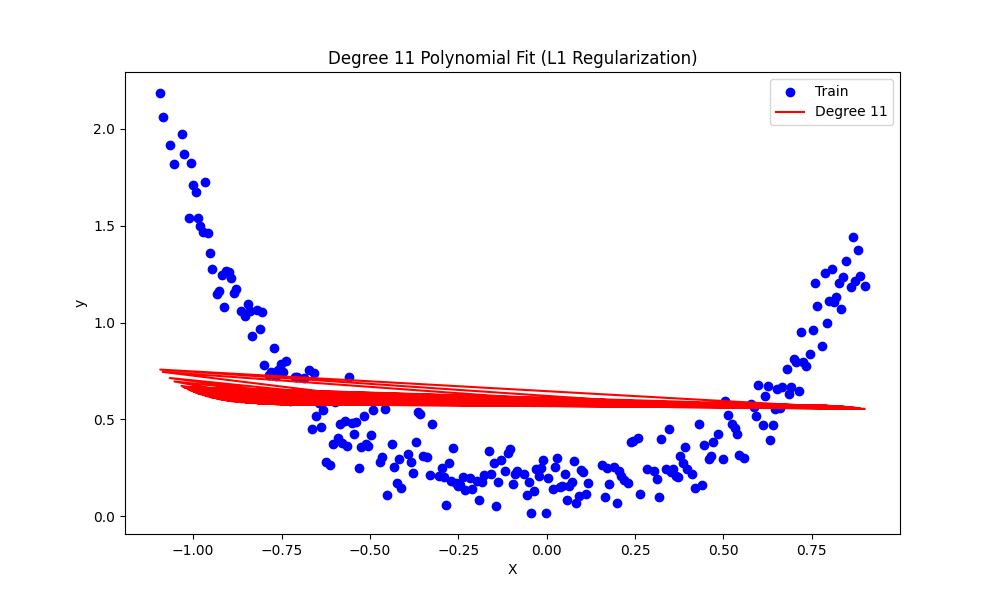 Degree 11 Polynomial Fit (L1 Regularization)
Train
Degree 11
y
2.0
1.5
1.0
0.5
0.0
−1.00 −0.75 −0.50 −0.25 0.00 0.25 0.50 0.75
X